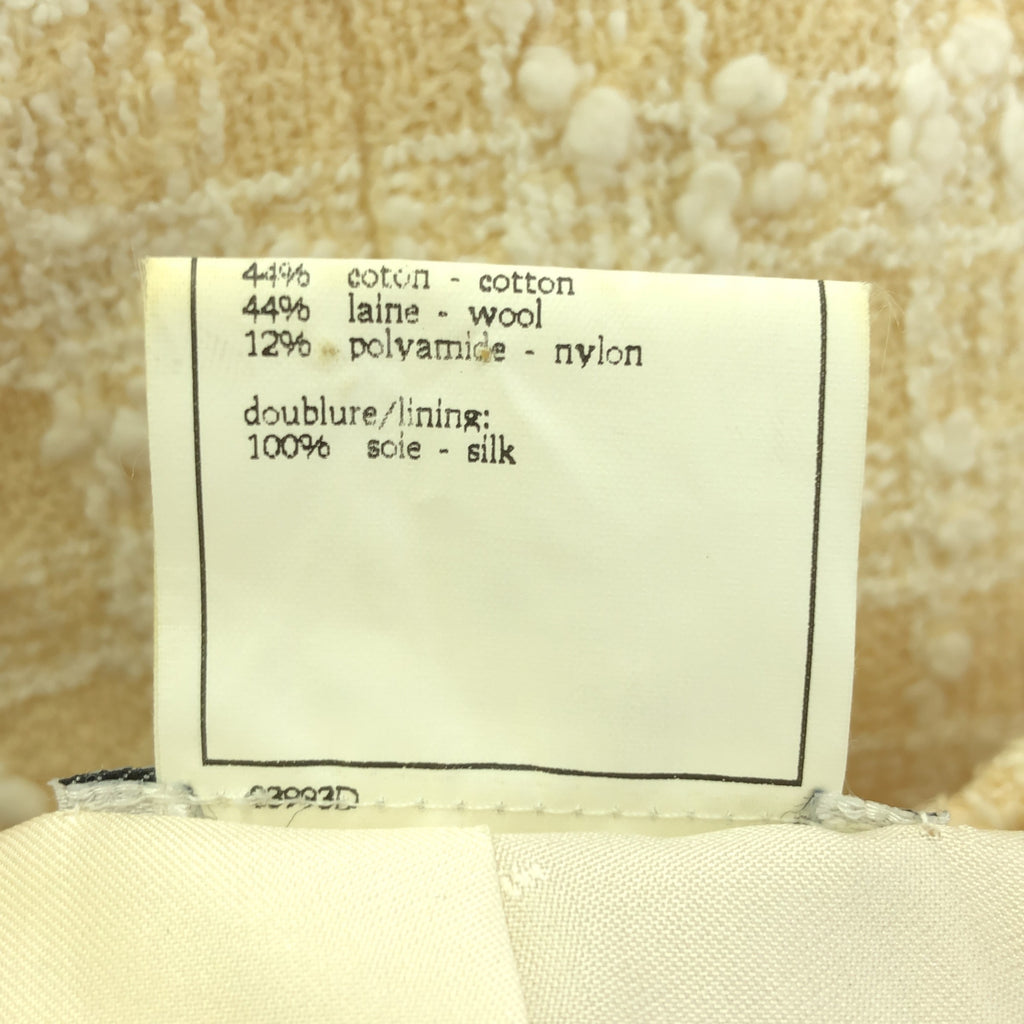 44% coton - cotton
44% laine - wool
12% polyamide - nylon
doublure/lining:
100% soie - silk